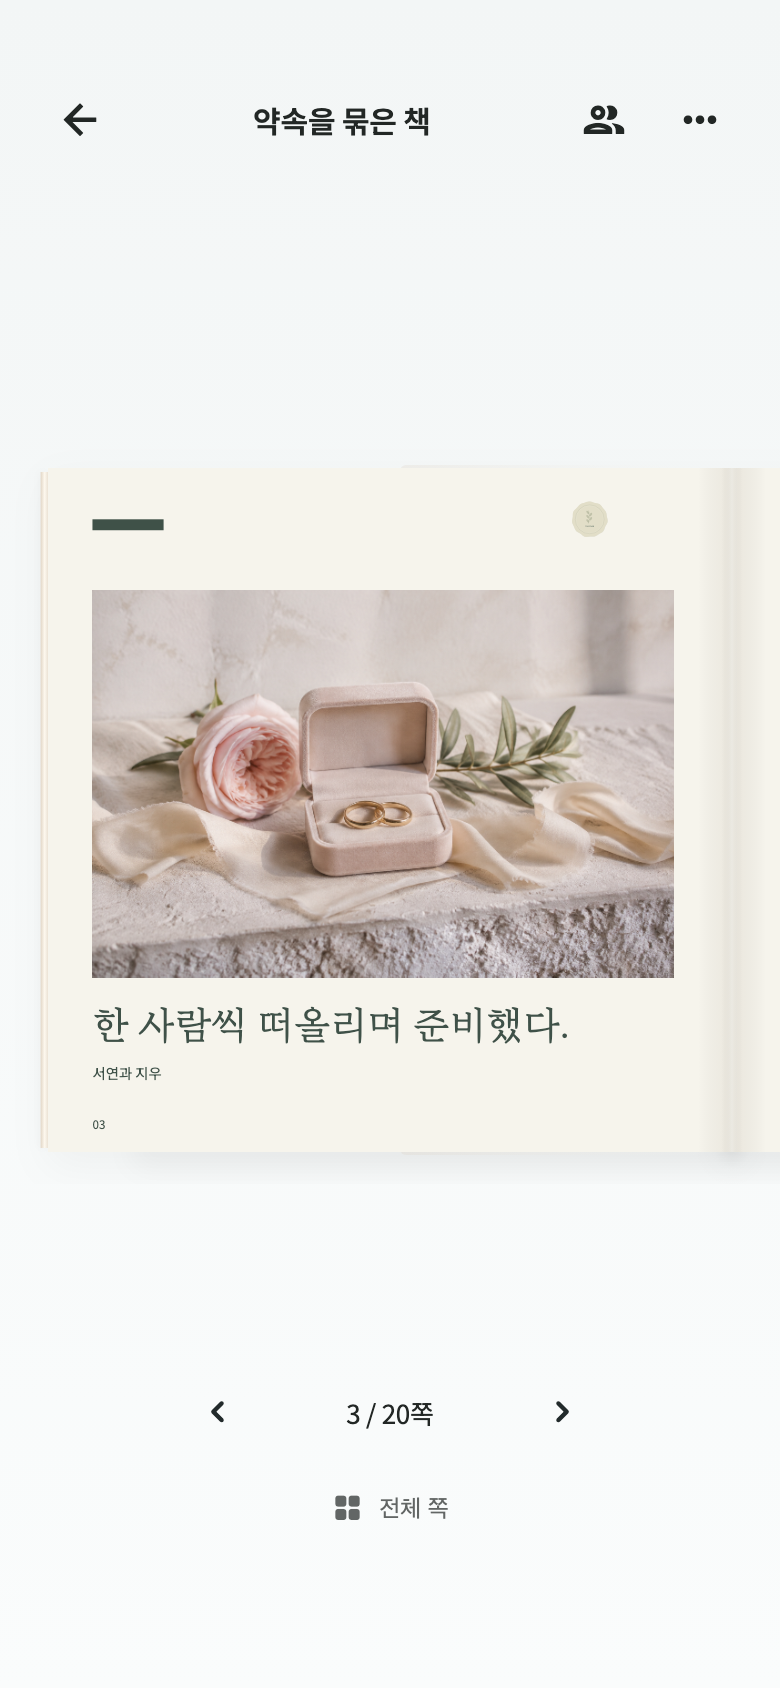 약속을 묶은 책
한 사람씩 떠올리며 준비했다.
서연과 지우
03
3 / 20쪽
전체 쪽